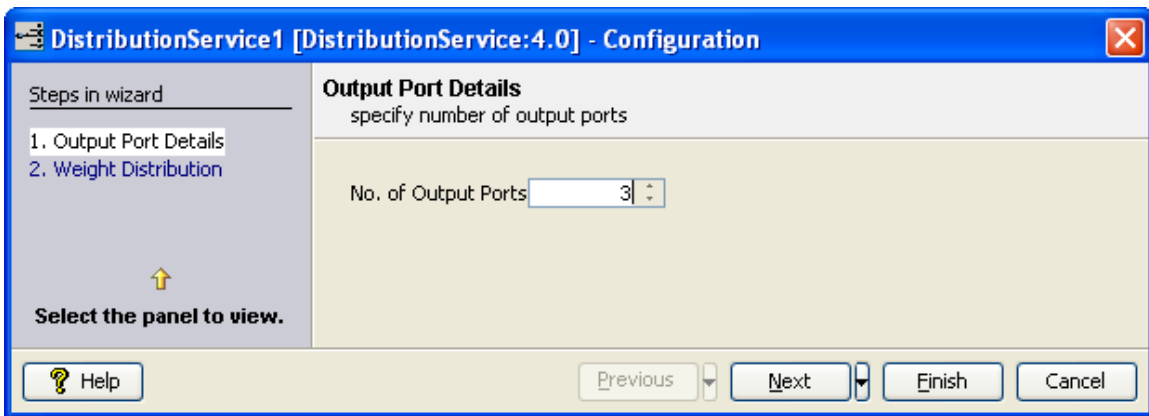 DistributionService1 [DistributionService:4.0] - Configuration
Steps in wizard
1. Output Port Details
2. Weight Distribution
Select the panel to view.
Output Port Details
specify number of output ports
No. of Output Ports 3
Help
Previous
Next
Finish
Cancel